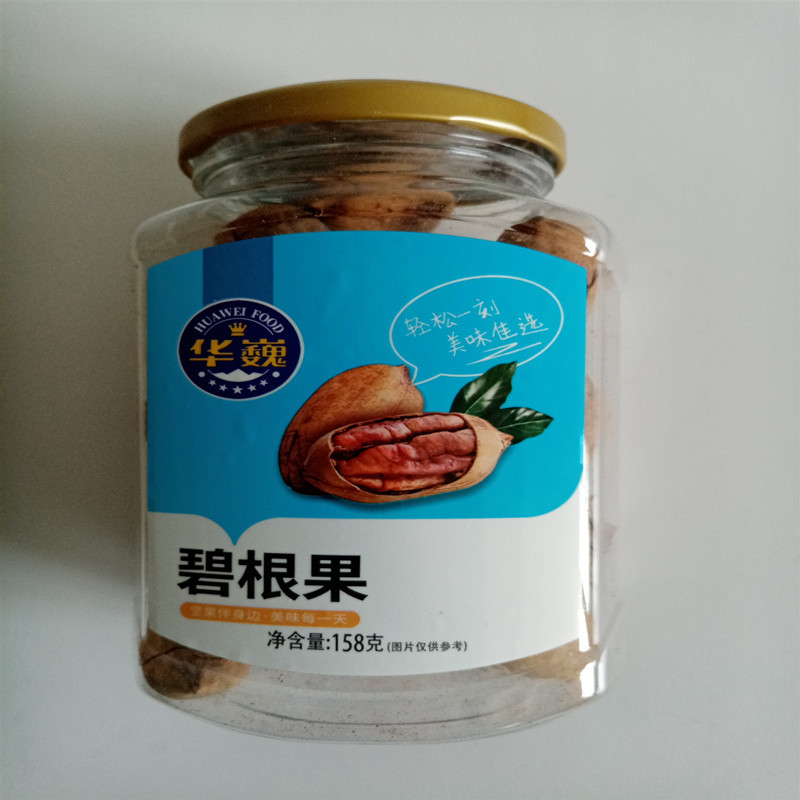 HUAWEI FOOD
华巍
轻松一刻
美味佳选
碧根果
坚果伴身边·美味每一天
净含量:158克(图片仅供参考)